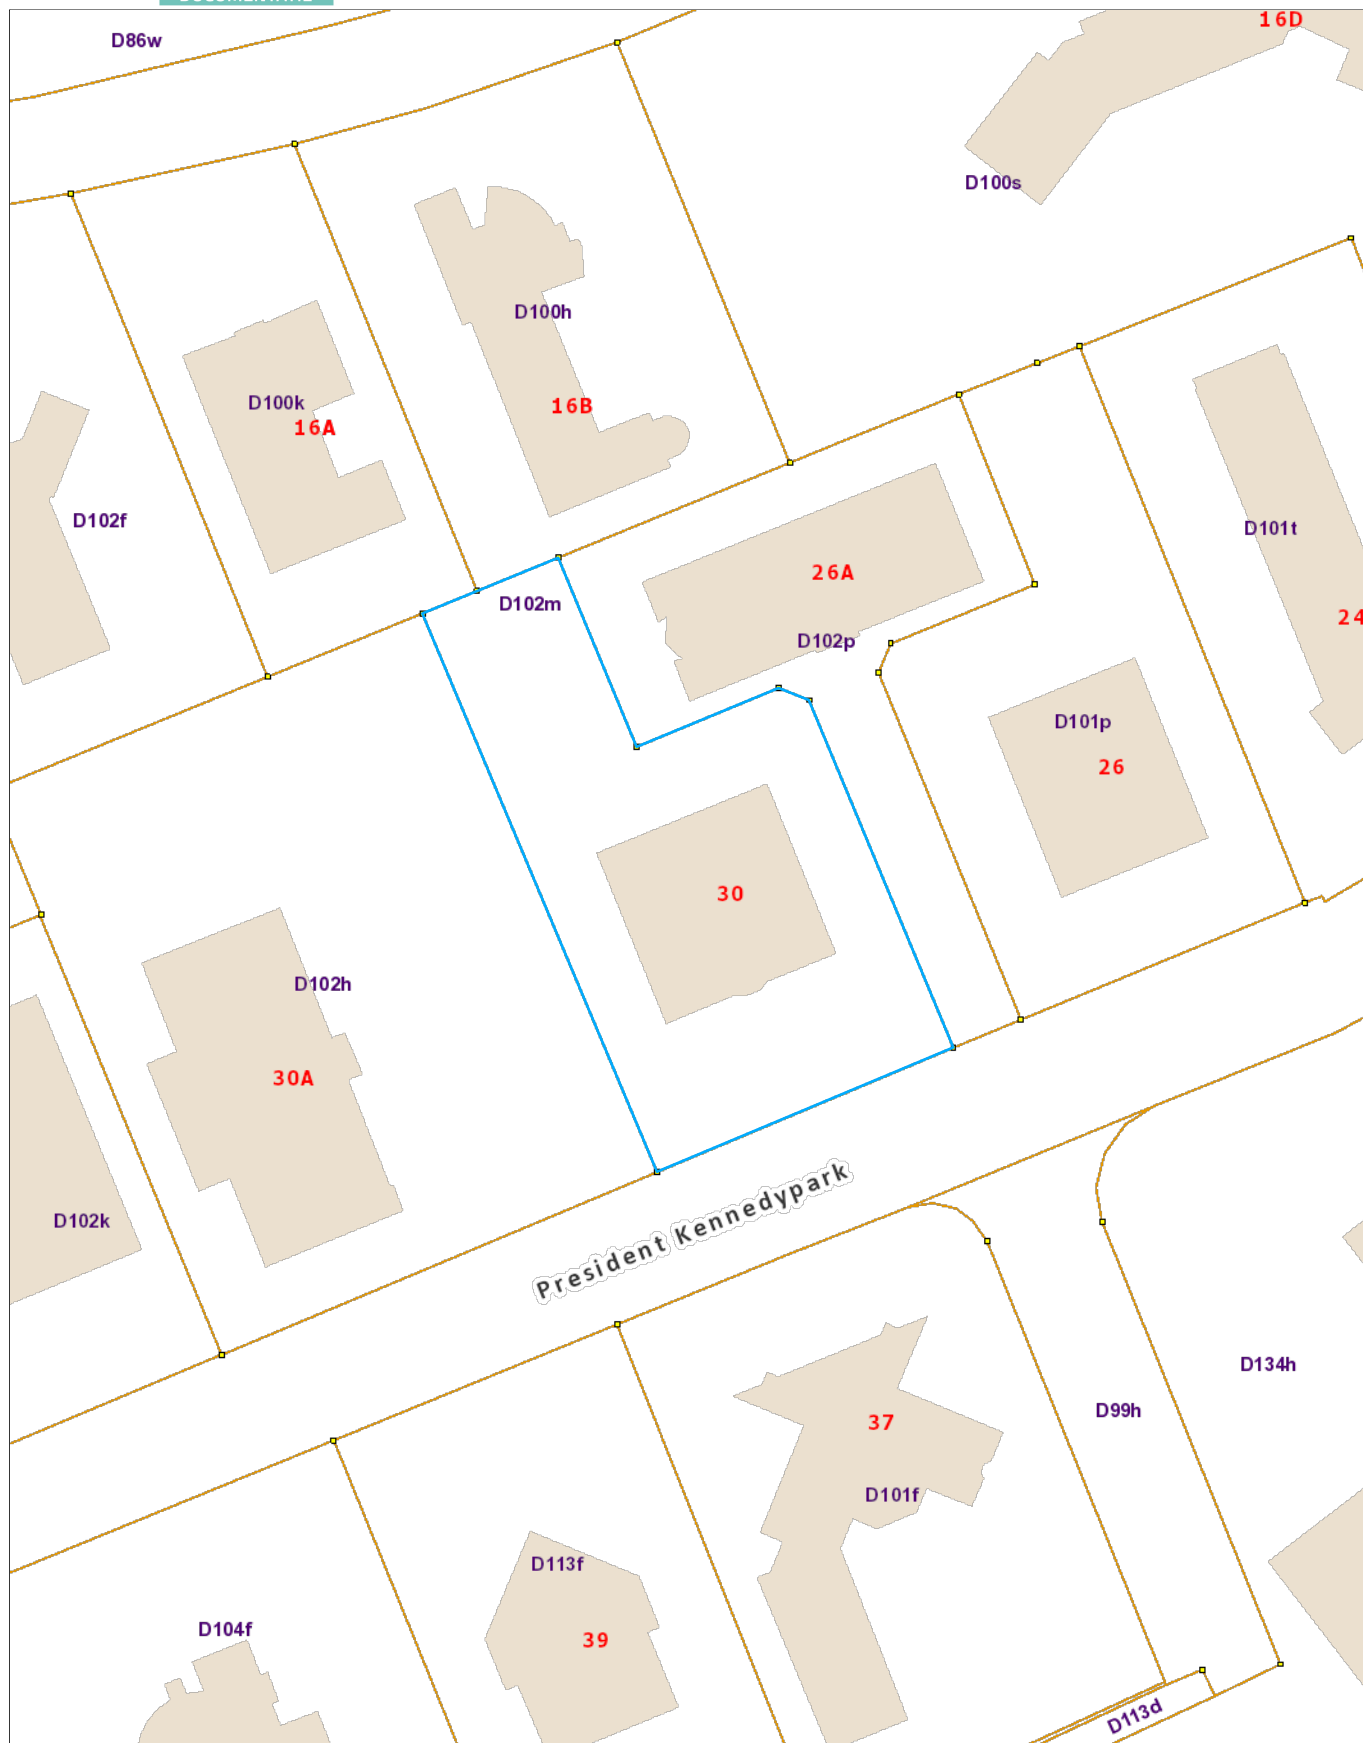 D86w
16D
D100s
D100h
D100k
16B
16A
D102f
D101t
26A
D102m
24
D102p
D101p
26
30
D102h
30A
President Kennedypark
D102k
D134h
D99h
37
D101f
D113f
D104f
39
D113d